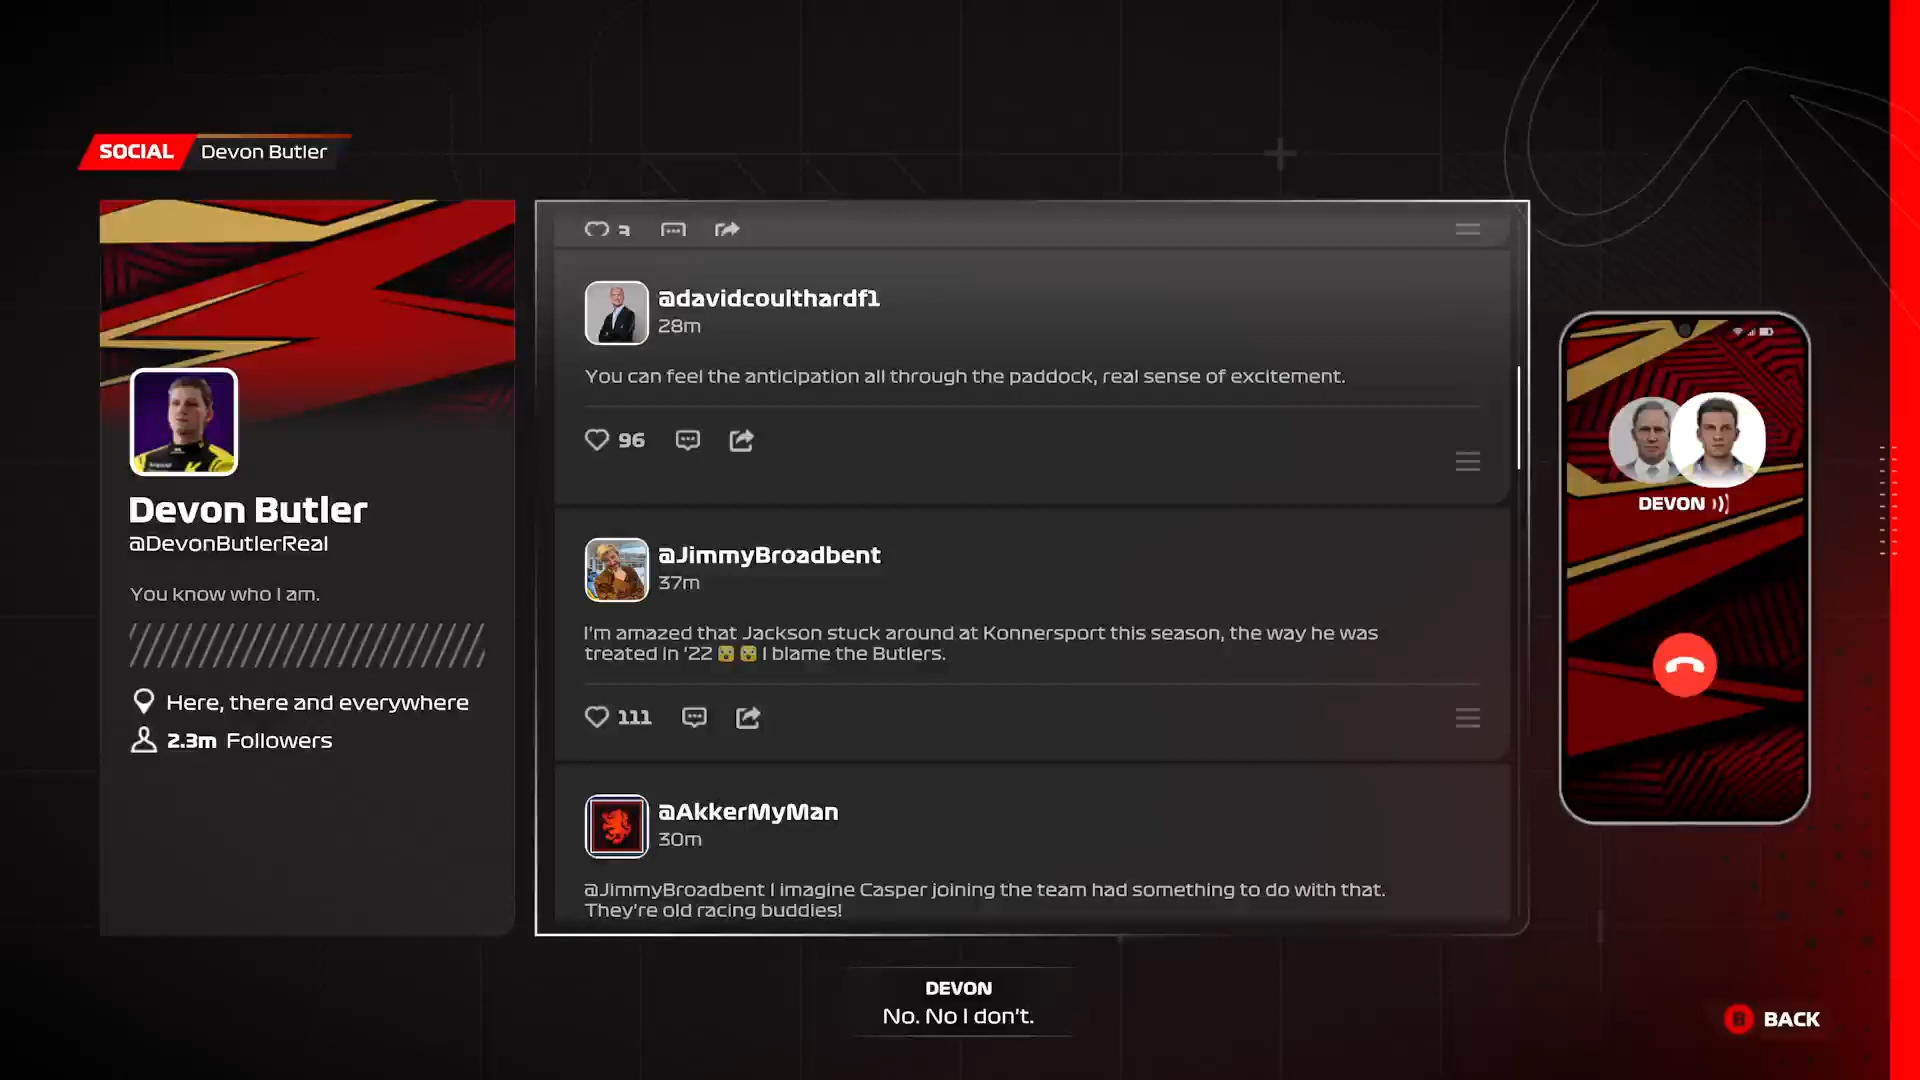 SOCIAL Devon Butler
Devon Butler
@DevonButlerReal
You know who I am.
Here, there and everywhere
2.3m Followers
3
@davidcoulthardf1
28m
You can feel the anticipation all through the paddock, real sense of excitement.
96
@JimmyBroadbent
37m
I'm amazed that Jackson stuck around at Konnersport this season, the way he was
treated in '22 😲😲 I blame the Butlers.
111
@AkkerMyMan
30m
@JimmyBroadbent I imagine Casper joining the team had something to do with that.
They're old racing buddies!
DEVON
DEVON
No. No I don't.
B BACK